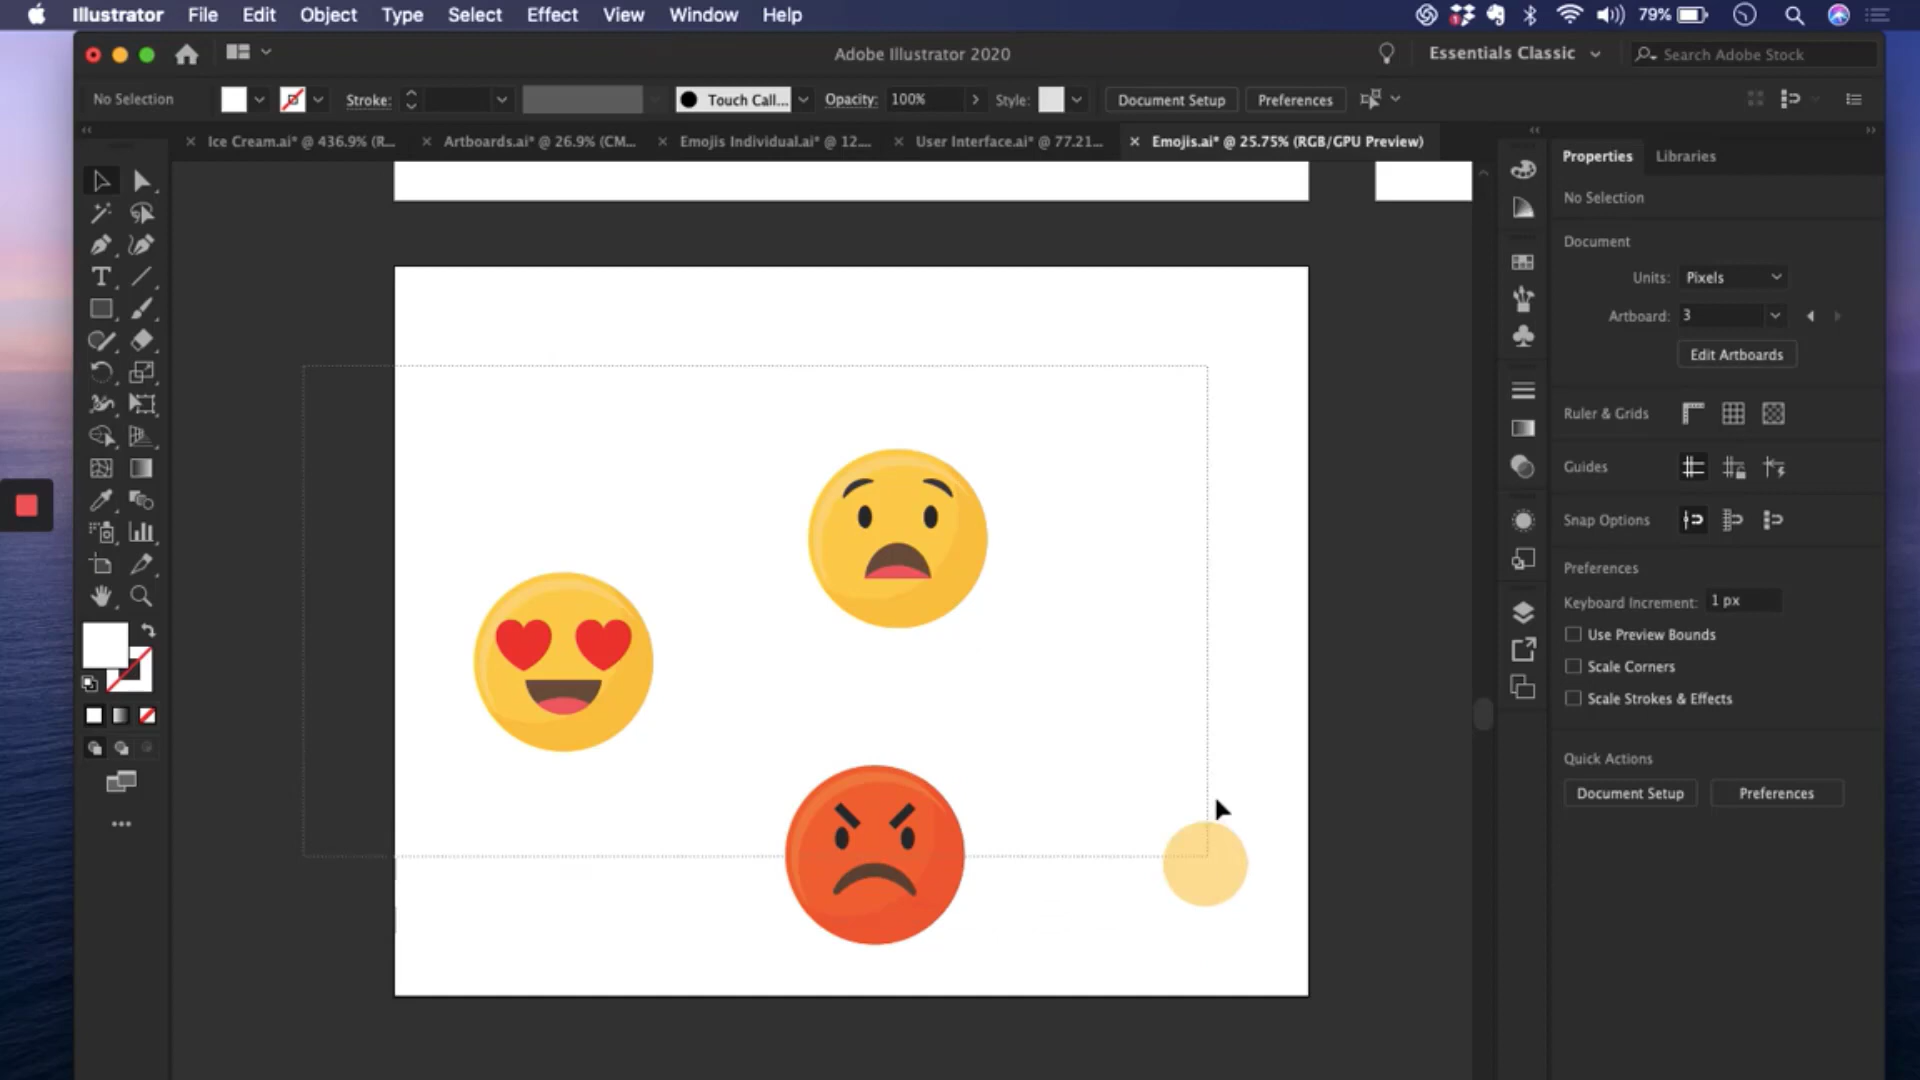 Illustrator File Edit Object Type Select Effect View Window Help 79%
Adobe Illustrator 2020 Essentials Classic Search Adobe Stock
No Selection Stroke: Touch Call... Opacity: 100% Style: Document Setup Preferences
Ice Cream.ai* @ 436.9% (R... Artboards.ai* @ 26.9% (CM... Emojis Individual.ai* @ 12.... User Interface.ai* @ 77.21... Emojis.ai* @ 25.75% (RGB/GPU Preview)
Properties Libraries
No Selection
Document
Units: Pixels
Artboard: 3
Edit Artboards
Ruler & Grids
Guides
Snap Options
Preferences
Keyboard Increment: 1 px
Use Preview Bounds
Scale Corners
Scale Strokes & Effects
Quick Actions
Document Setup Preferences